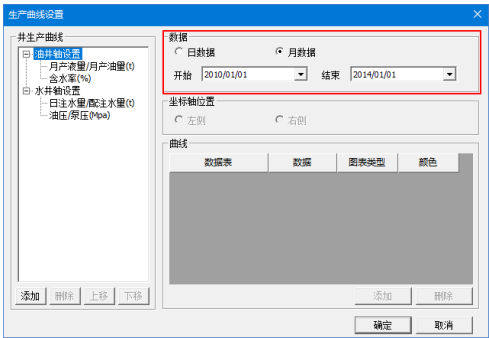 生产曲线设置
井生产曲线
油井轴设置
月产液量/月产油量(t)
含水率(%)
水井轴设置
日注水量/配注水量(t)
油压/泵压(Mpa)
添加 删除 上移 下移
数据
日数据 月数据
开始 2010/01/01 结束 2014/01/01
坐标轴位置
左侧 右侧
曲线
数据表 数据 图表类型 颜色
添加 删除
确定 取消